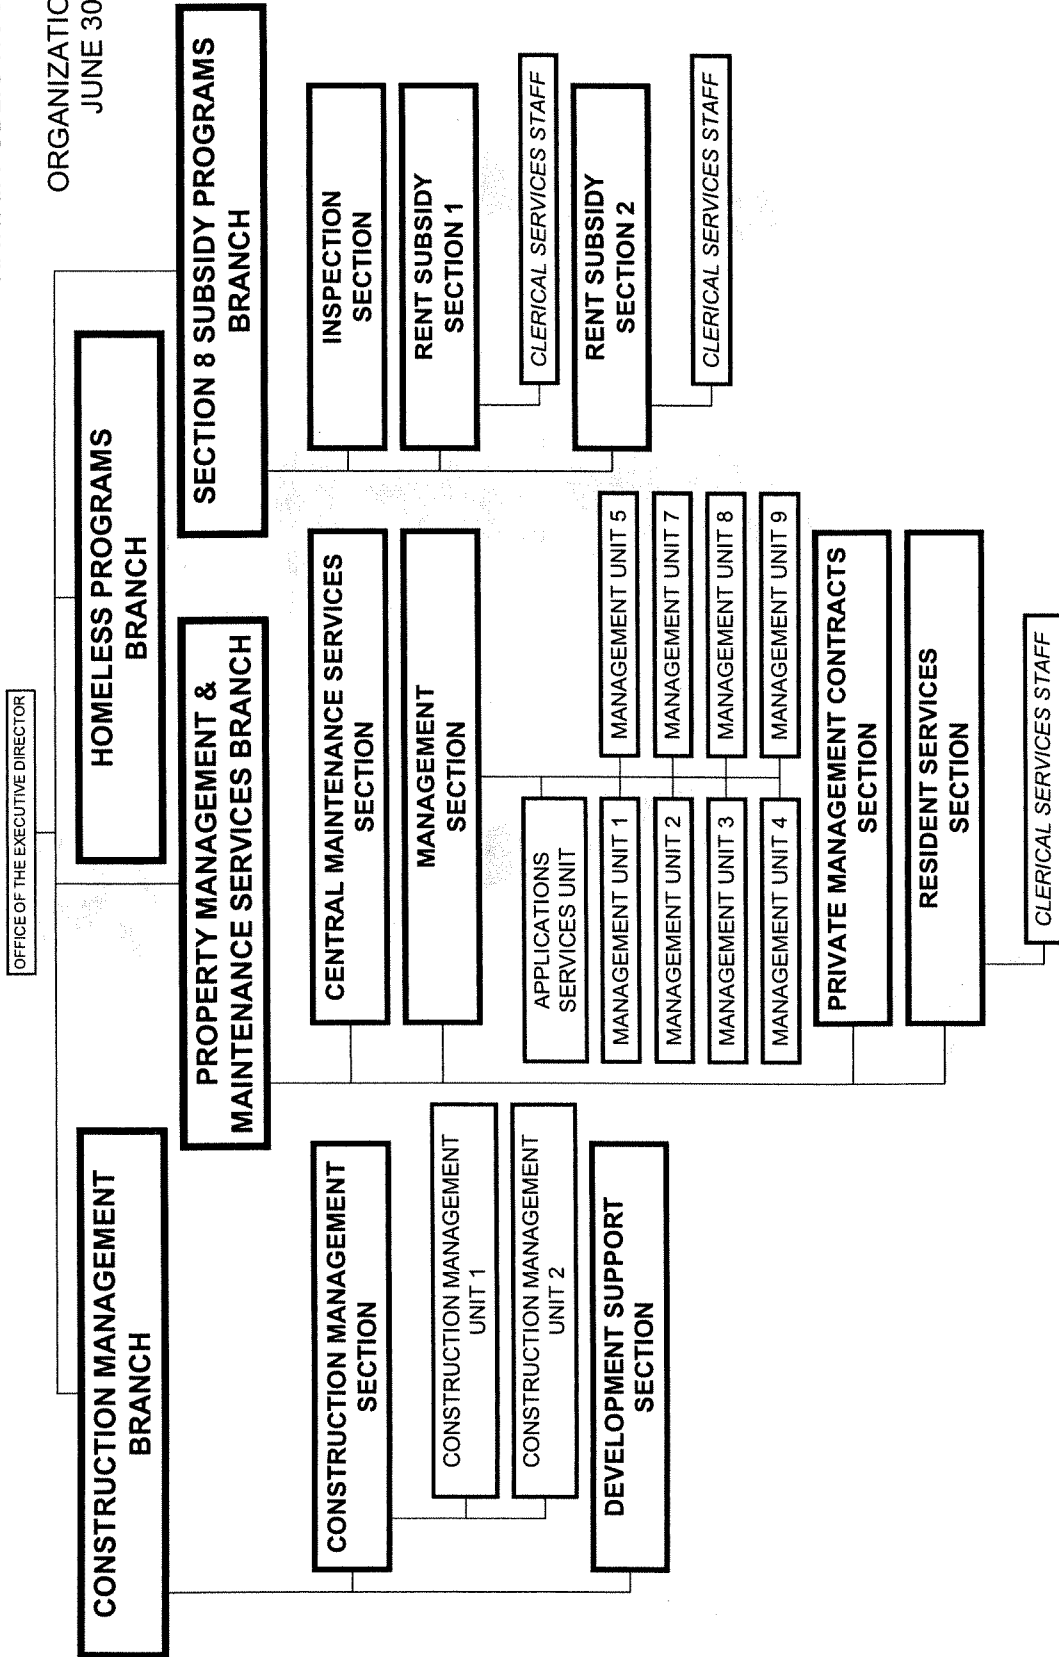 ORGANIZATIO
JUNE 30
OFFICE OF THE EXECUTIVE DIRECTOR
CONSTRUCTION MANAGEMENT
BRANCH
HOMELESS PROGRAMS
BRANCH
PROPERTY MANAGEMENT &
MAINTENANCE SERVICES BRANCH
SECTION 8 SUBSIDY PROGRAMS
BRANCH
CONSTRUCTION MANAGEMENT
SECTION
CONSTRUCTION MANAGEMENT
UNIT 1
CONSTRUCTION MANAGEMENT
UNIT 2
DEVELOPMENT SUPPORT
SECTION
CENTRAL MAINTENANCE SERVICES
SECTION
MANAGEMENT
SECTION
APPLICATIONS
SERVICES UNIT
MANAGEMENT UNIT 1
MANAGEMENT UNIT 5
MANAGEMENT UNIT 2
MANAGEMENT UNIT 7
MANAGEMENT UNIT 3
MANAGEMENT UNIT 8
MANAGEMENT UNIT 4
MANAGEMENT UNIT 9
PRIVATE MANAGEMENT CONTRACTS
SECTION
RESIDENT SERVICES
SECTION
CLERICAL SERVICES STAFF
INSPECTION
SECTION
RENT SUBSIDY
SECTION 1
CLERICAL SERVICES STAFF
RENT SUBSIDY
SECTION 2
CLERICAL SERVICES STAFF